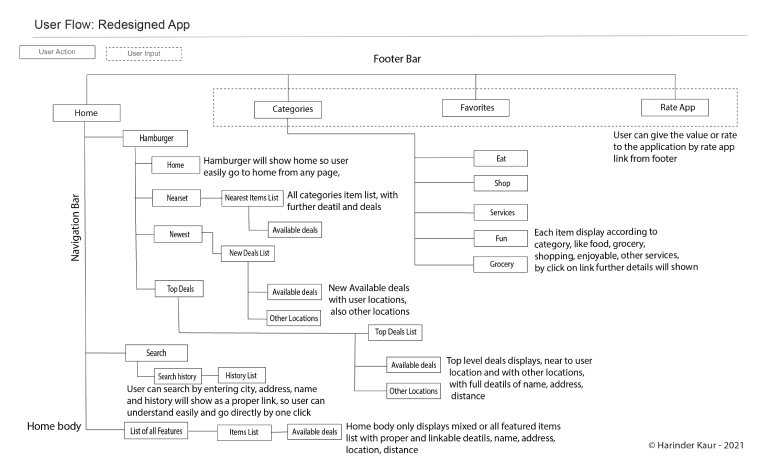 User Flow: Redesigned App
User Action
User Input
Footer Bar
Home
Categories
Favorites
Rate App
User can give the value or rate
to the application by rate app
link from footer
Navigation Bar
Hamburger
Home
Hamburger will show home so user
easily go to home from any page,
Nearset
Nearest Items List
All categories item list, with
further deatil and deals
Available deals
Newest
New Deals List
Available deals
Other Locations
New Available deals
with user locations,
also other locations
Top Deals
Top Deals List
Available deals
Other Locations
Top level deals displays, near to user
location and with other locations,
with full deatils of name, address,
distance
Eat
Shop
Services
Fun
Grocery
Each item display according to
category, like food, grocery,
shopping, enjoyable, other services,
by click on link further details will shown
Search
Search history
History List
User can search by entering city, address, name
and history will show as a proper link, so user can
understand easily and go directly by one click
Home body
List of all Features
Items List
Available deals
Home body only displays mixed or all featured items
list with proper and linkable deatils, name, address,
location, distance
© Harinder Kaur - 2021